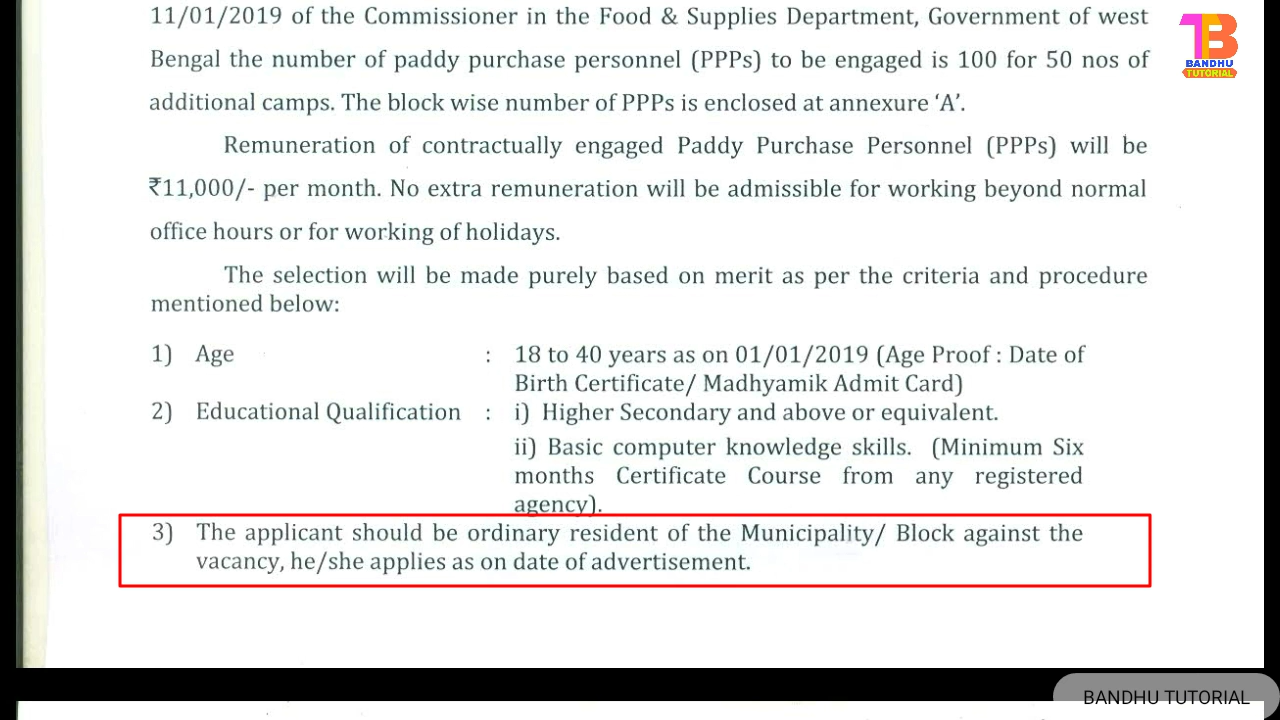 11/01/2019 of the Commissioner in the Food & Supplies Department, Government of west
Bengal the number of paddy purchase personnel (PPPs) to be engaged is 100 for 50 nos of
additional camps. The block wise number of PPPs is enclosed at annexure ‘A’.
Remuneration of contractually engaged Paddy Purchase Personnel (PPPs) will be
₹11,000/- per month. No extra remuneration will be admissible for working beyond normal
office hours or for working of holidays.
The selection will be made purely based on merit as per the criteria and procedure
mentioned below:
1) Age : 18 to 40 years as on 01/01/2019 (Age Proof : Date of
Birth Certificate/ Madhyamik Admit Card)
2) Educational Qualification : i) Higher Secondary and above or equivalent.
ii) Basic computer knowledge skills. (Minimum Six
months Certificate Course from any registered
agency).
3) The applicant should be ordinary resident of the Municipality/ Block against the
vacancy, he/she applies as on date of advertisement.
TB
BANDHU
TUTORIAL
BANDHU TUTORIAL